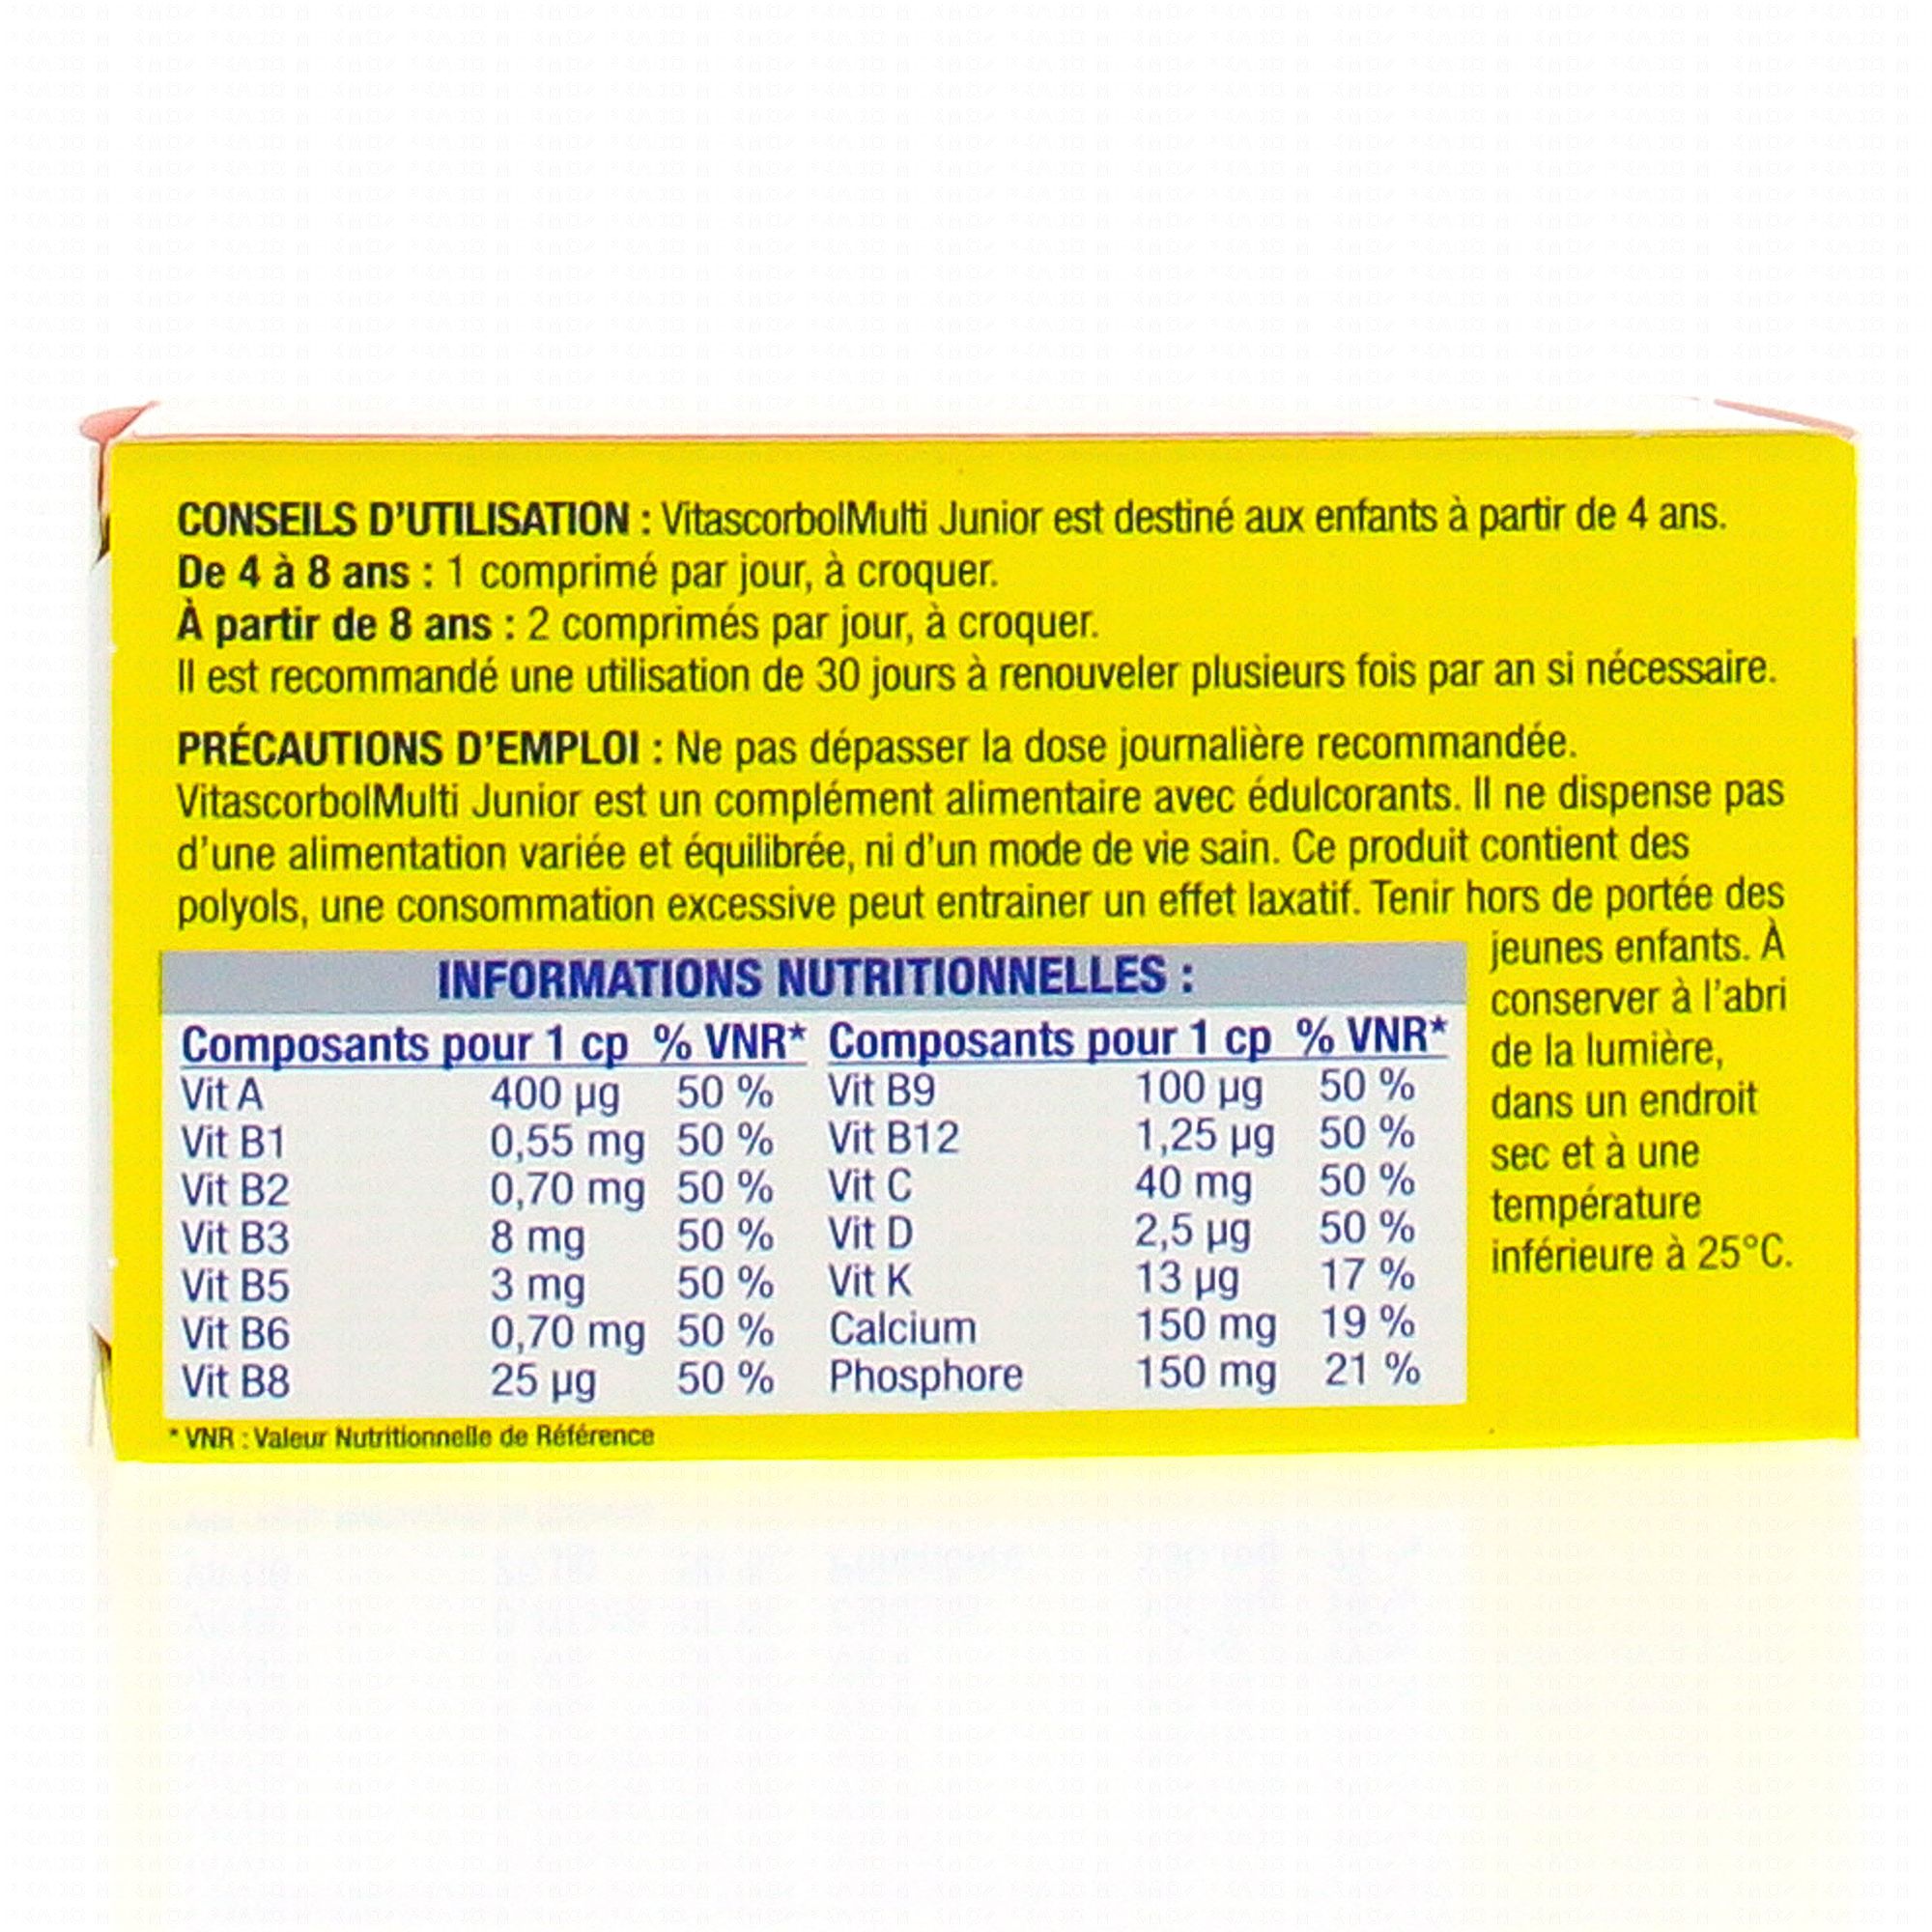 CONSEILS D'UTILISATION : VitascorbolMulti Junior est destiné aux enfants à partir de 4 ans.
De 4 à 8 ans : 1 comprimé par jour, à croquer.
À partir de 8 ans : 2 comprimés par jour, à croquer.
Il est recommandé une utilisation de 30 jours à renouveler plusieurs fois par an si nécessaire.
PRÉCAUTIONS D'EMPLOI : Ne pas dépasser la dose journalière recommandée.
VitascorbolMulti Junior est un complément alimentaire avec édulcorants. Il ne dispense pas
d'une alimentation variée et équilibrée, ni d'un mode de vie sain. Ce produit contient des
polyols, une consommation excessive peut entrainer un effet laxatif. Tenir hors de portée des
jeunes enfants. À
conserver à l'abri
de la lumière,
dans un endroit
sec et à une
température
inférieure à 25°C.
INFORMATIONS NUTRITIONNELLES :
Composants pour 1 cp % VNR* Composants pour 1 cp % VNR*
Vit A 400 µg 50 % Vit B9 100 µg 50 %
Vit B1 0,55 mg 50 % Vit B12 1,25 µg 50 %
Vit B2 0,70 mg 50 % Vit C 40 mg 50 %
Vit B3 8 mg 50 % Vit D 2,5 µg 50 %
Vit B5 3 mg 50 % Vit K 13 µg 17 %
Vit B6 0,70 mg 50 % Calcium 150 mg 19 %
Vit B8 25 µg 50 % Phosphore 150 mg 21 %
* VNR : Valeur Nutritionnelle de Référence